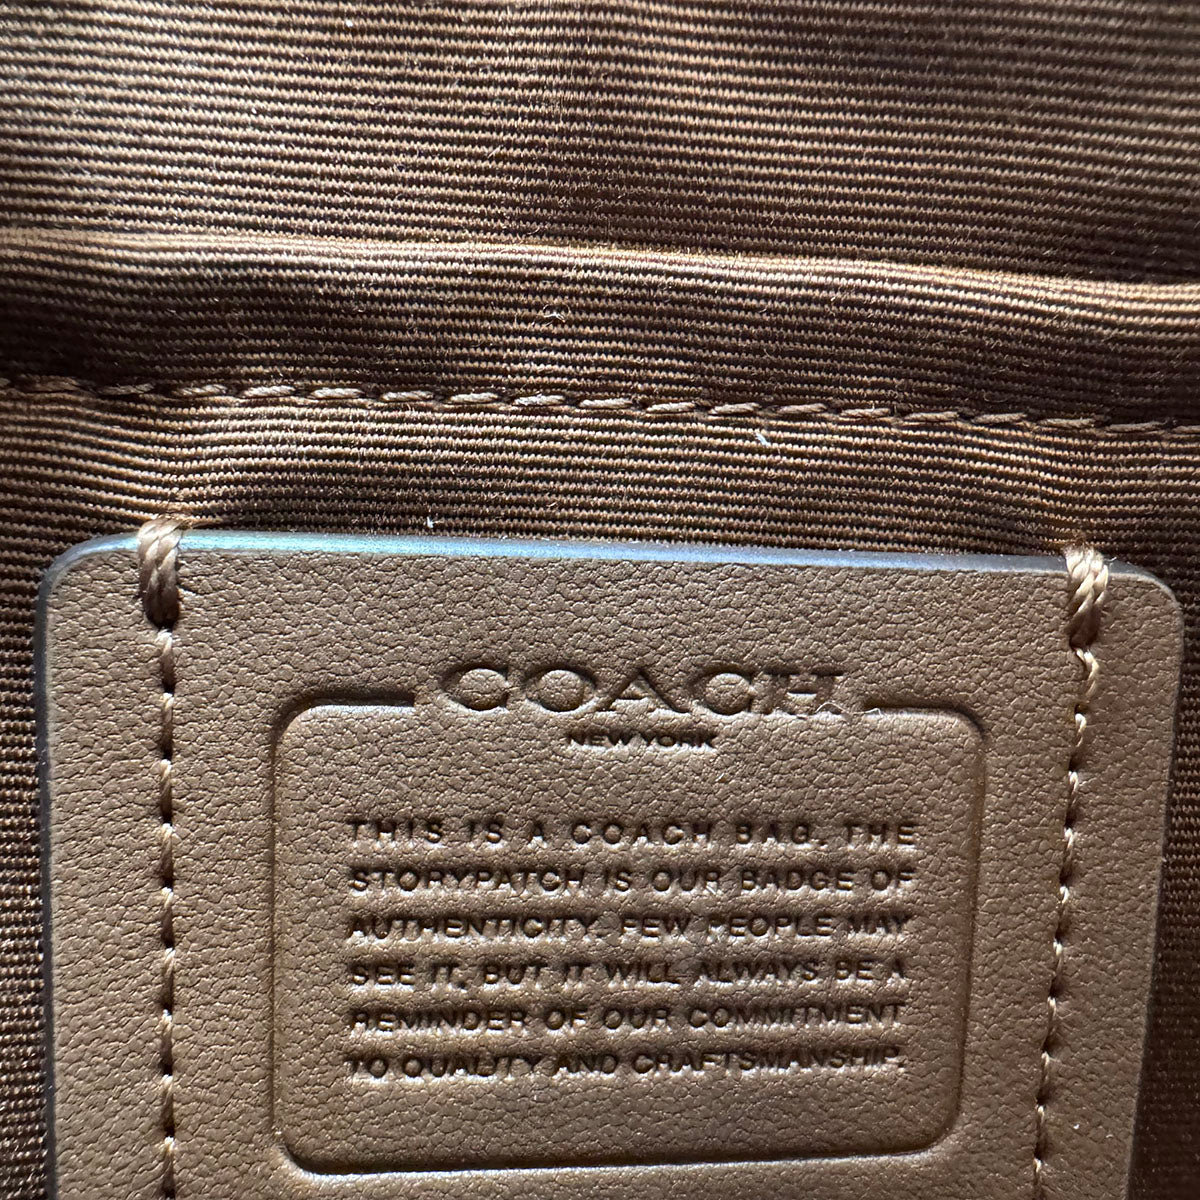 COACH
NEW YORK
THIS IS A COACH BAG. THE
STORYPATCH IS OUR BADGE OF
AUTHENTICITY. FEW PEOPLE MAY
SEE IT, BUT IT WILL ALWAYS BE A
REMINDER OF OUR COMMITMENT
TO QUALITY AND CRAFTSMANSHIP.